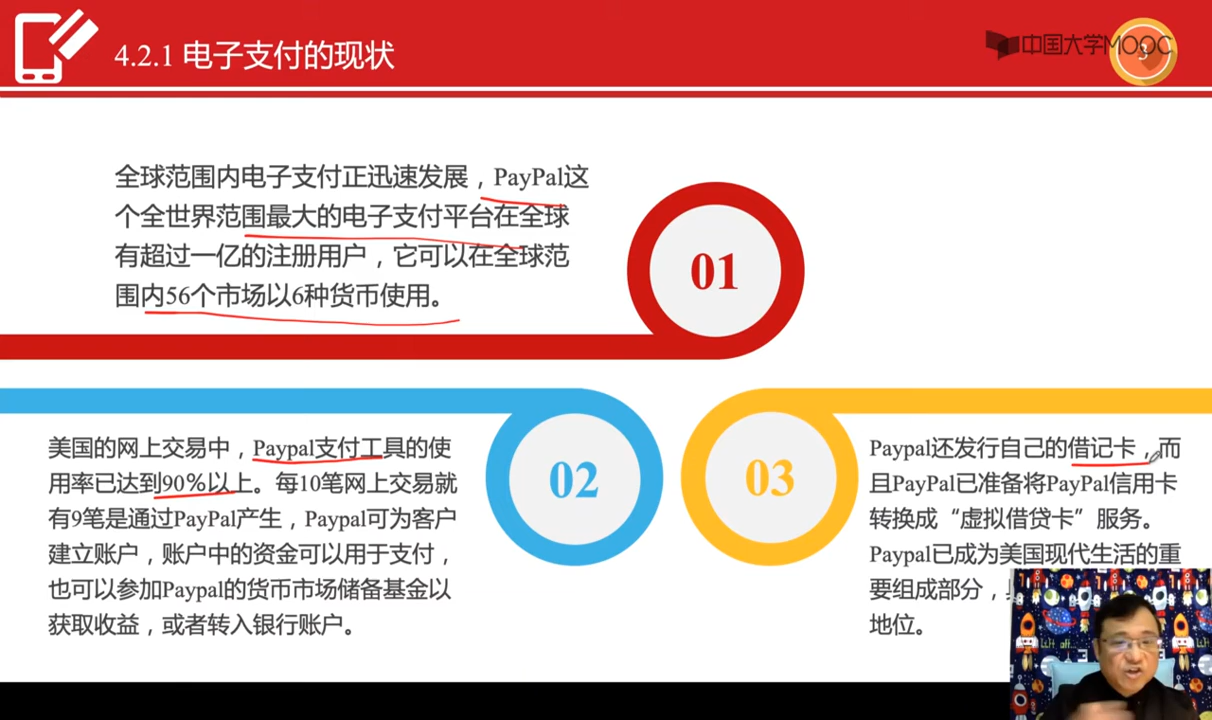 4.2.1 电子支付的现状
中国大学MOOC
3
全球范围内电子支付正迅速发展，PayPal这
个全世界范围最大的电子支付平台在全球
有超过一亿的注册用户，它可以在全球范
围内56个市场以6种货币使用。
01
美国的网上交易中，Paypal支付工具的使
用率已达到90%以上。每10笔网上交易就
有9笔是通过PayPal产生，Paypal可为客户
建立账户，账户中的资金可以用于支付，
也可以参加Paypal的货币市场储备基金以
获取收益，或者转入银行账户。
02
03
Paypal还发行自己的借记卡，而
且PayPal已准备将PayPal信用卡
转换成“虚拟借贷卡”服务。
Paypal已成为美国现代生活的重
要组成部分，
地位。